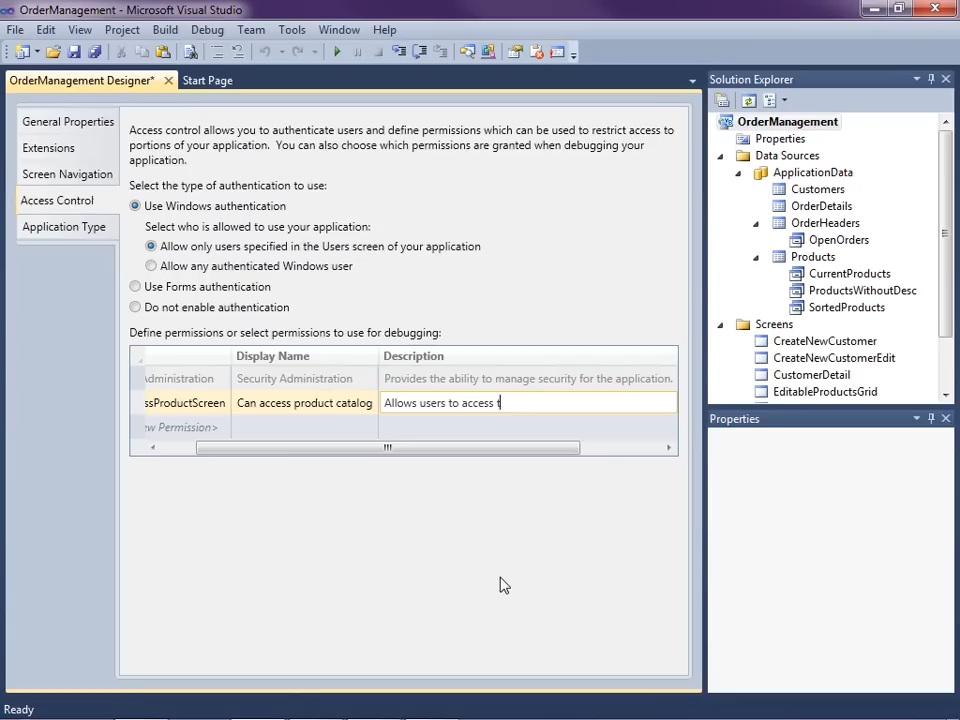 OrderManagement - Microsoft Visual Studio
File Edit View Project Build Debug Team Tools Window Help
OrderManagement Designer*
Start Page
General Properties
Extensions
Screen Navigation
Access Control
Application Type
Access control allows you to authenticate users and define permissions which can be used to restrict access to
portions of your application. You can also choose which permissions are granted when debugging your
application.
Select the type of authentication to use:
Use Windows authentication
Select who is allowed to use your application:
Allow only users specified in the Users screen of your application
Allow any authenticated Windows user
Use Forms authentication
Do not enable authentication
Define permissions or select permissions to use for debugging:
Display Name Description
Administration Security Administration Provides the ability to manage security for the application.
ssProductScreen Can access product catalog Allows users to access t
ew Permission>
Solution Explorer
OrderManagement
Properties
Data Sources
ApplicationData
Customers
OrderDetails
OrderHeaders
OpenOrders
Products
CurrentProducts
ProductsWithoutDesc
SortedProducts
Screens
CreateNewCustomer
CreateNewCustomerEdit
CustomerDetail
EditableProductsGrid
Properties
Ready